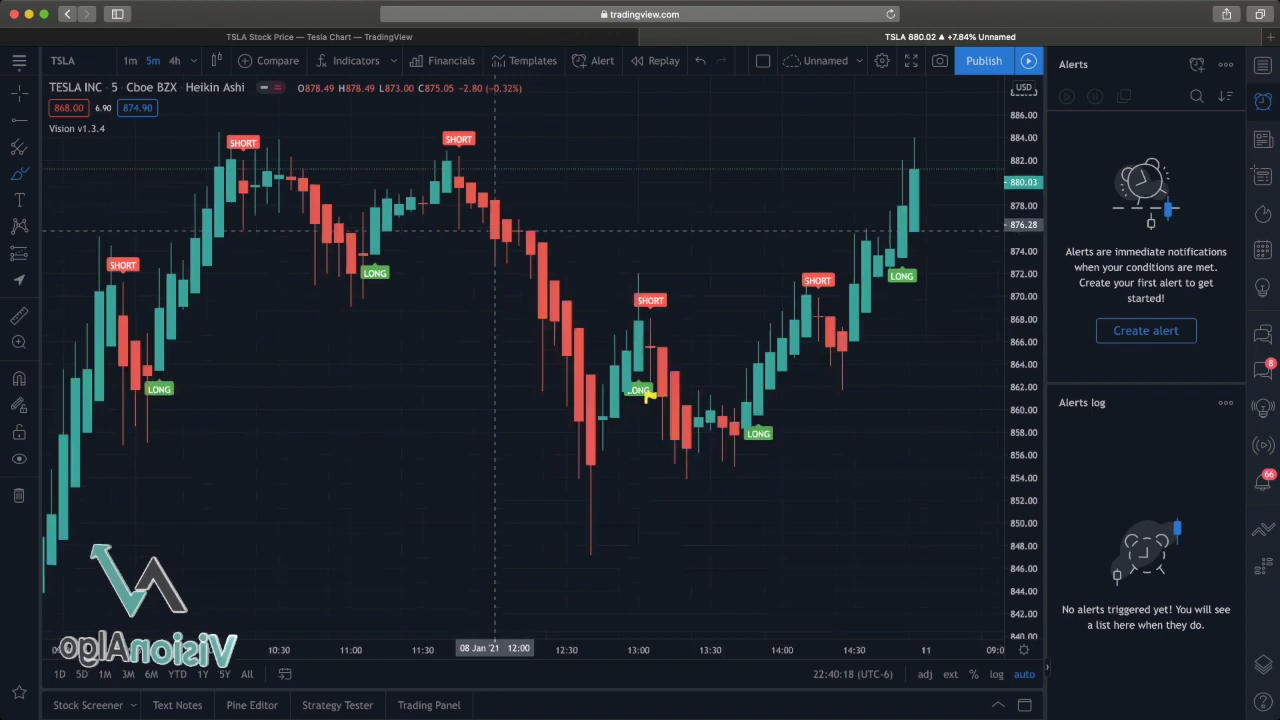 tradingview.com
TSLA Stock Price — Tesla Chart — TradingView
TSLA 880.02 ▲ +7.84% Unnamed
TSLA 1m 5m 4h Compare Indicators Financials Templates Alert Replay Unnamed Publish
TESLA INC · 5 · Cboe BZX · Heikin Ashi O878.49 H878.49 L873.00 C875.05 −2.80 (−0.32%)
868.00 6.90 874.90
Vision v1.3.4
USD
886.00
884.00
882.00
880.03
878.00
876.28
874.00
872.00
870.00
868.00
866.00
864.00
862.00
860.00
858.00
856.00
854.00
852.00
850.00
848.00
846.00
844.00
842.00
840.00
SHORT
SHORT
SHORT
LONG
LONG
SHORT
SHORT
LONG
LONG
LONG
LONG
VisionAlgo
10:30 11:00 11:30 08 Jan '21 12:00 12:30 13:00 13:30 14:00 14:30 11
1D 5D 1M 3M 6M YTD 1Y 5Y All
22:40:18 (UTC-6) adj ext % log auto
Stock Screener Text Notes Pine Editor Strategy Tester Trading Panel
Alerts
Alerts are immediate notifications
when your conditions are met.
Create your first alert to get
started!
Create alert
Alerts log
No alerts triggered yet! You will see
a list here when they do.
8
66